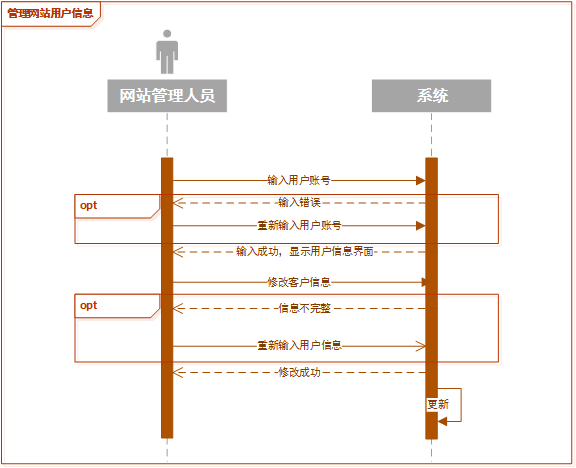 管理网站用户信息
网站管理人员
系统
输入用户账号
opt
输入错误
重新输入用户账号
输入成功，显示用户信息界面
修改客户信息
opt
信息不完整
重新输入用户信息
修改成功
更新